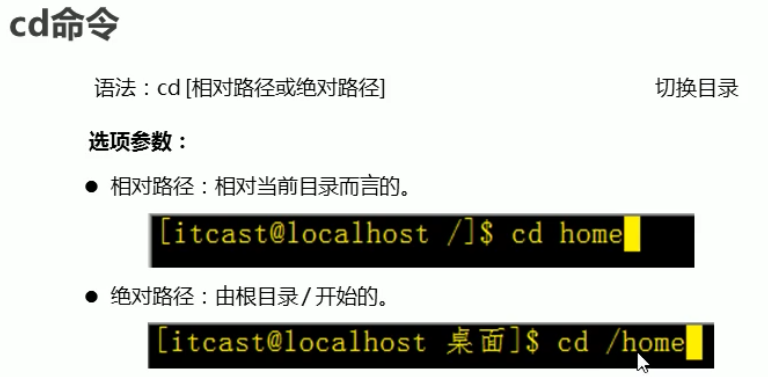 cd命令
语法：cd [相对路径或绝对路径] 切换目录
选项参数：
● 相对路径：相对当前目录而言的。
[itcast@localhost /]$ cd home
● 绝对路径：由根目录 / 开始的。
[itcast@localhost 桌面]$ cd /home